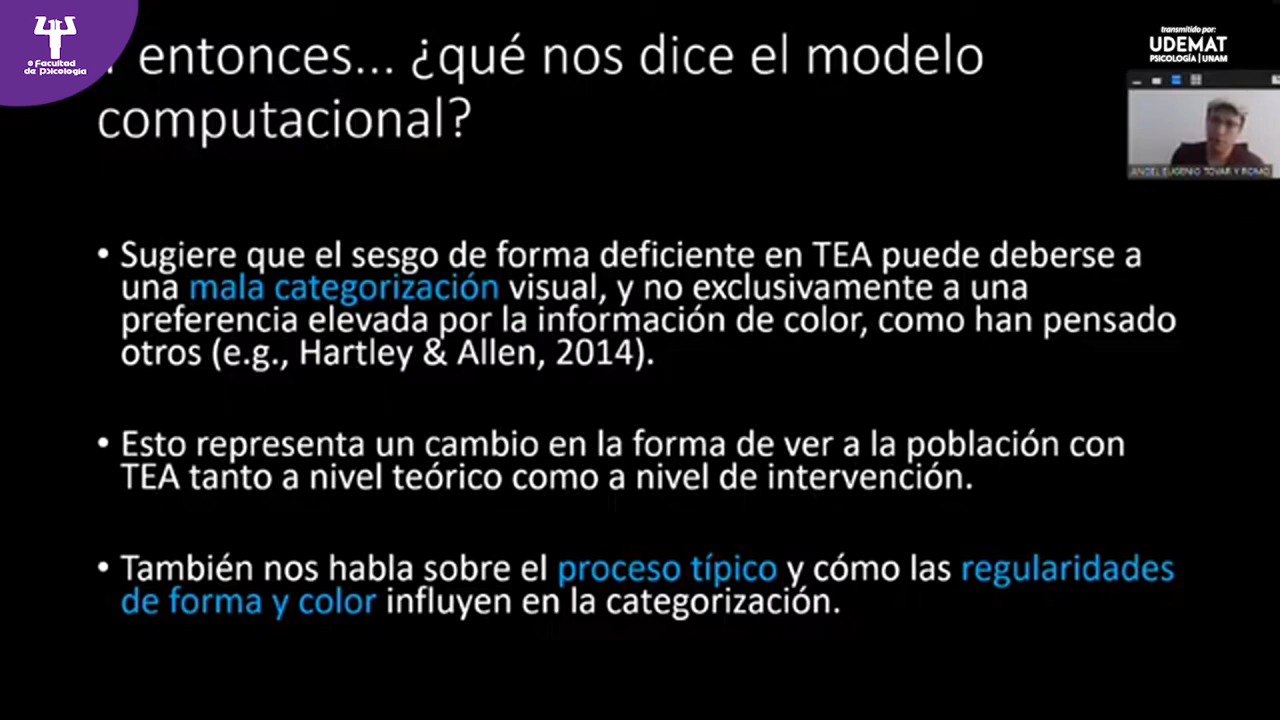 entonces... ¿qué nos dice el modelo
computacional?
Facultad
de Psicología
transmitido por:
UDEMAT
PSICOLOGÍA | UNAM
ANGEL EUGENIO TOVAR Y ROMO
• Sugiere que el sesgo de forma deficiente en TEA puede deberse a
una mala categorización visual, y no exclusivamente a una
preferencia elevada por la información de color, como han pensado
otros (e.g., Hartley & Allen, 2014).
• Esto representa un cambio en la forma de ver a la población con
TEA tanto a nivel teórico como a nivel de intervención.
• También nos habla sobre el proceso típico y cómo las regularidades
de forma y color influyen en la categorización.